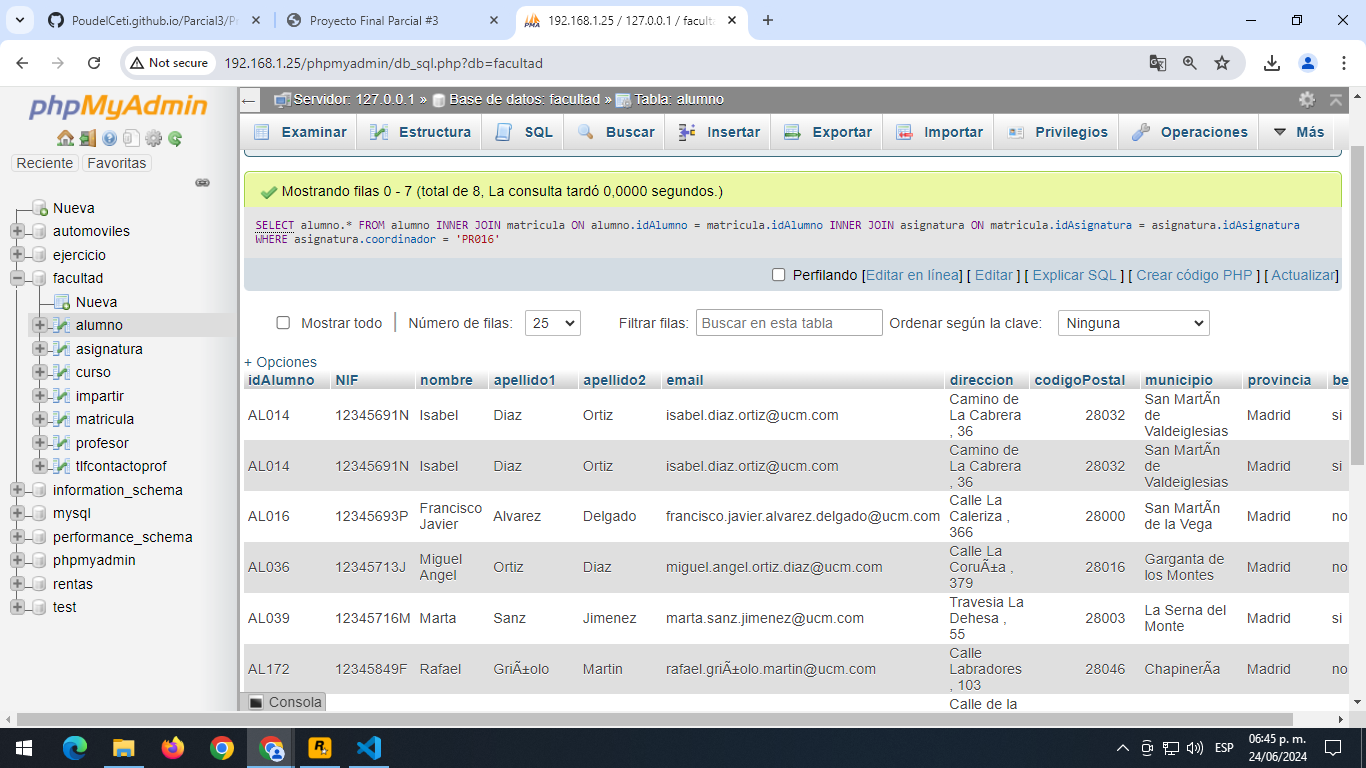 PoudelCeti.github.io/Parcial3/Pr
Proyecto Final Parcial #3
192.168.1.25 / 127.0.0.1 / faculta
Not secure
192.168.1.25/phpmyadmin/db_sql.php?db=facultad
phpMyAdmin
Reciente Favoritas
Nueva
automoviles
ejercicio
facultad
Nueva
alumno
asignatura
curso
impartir
matricula
profesor
tlfcontactoprof
information_schema
mysql
performance_schema
phpmyadmin
rentas
test
Servidor: 127.0.0.1 » Base de datos: facultad » Tabla: alumno
Examinar Estructura SQL Buscar Insertar Exportar Importar Privilegios Operaciones Más
Mostrando filas 0 - 7 (total de 8, La consulta tardó 0,0000 segundos.)
SELECT alumno.* FROM alumno INNER JOIN matricula ON alumno.idAlumno = matricula.idAlumno INNER JOIN asignatura ON matricula.idAsignatura = asignatura.idAsignatura
WHERE asignatura.coordinador = 'PR016'
Perfilando [Editar en línea] [ Editar ] [ Explicar SQL ] [ Crear código PHP ] [ Actualizar]
Mostrar todo | Número de filas: 25 Filtrar filas: Buscar en esta tabla Ordenar según la clave: Ninguna
+ Opciones
idAlumno NIF nombre apellido1 apellido2 email direccion codigoPostal municipio provincia be
AL014 12345691N Isabel Diaz Ortiz isabel.diaz.ortiz@ucm.com Camino de La Cabrera , 36 28032 San MartÃn de Valdeiglesias Madrid si
AL014 12345691N Isabel Diaz Ortiz isabel.diaz.ortiz@ucm.com Camino de La Cabrera , 36 28032 San MartÃn de Valdeiglesias Madrid si
AL016 12345693P Francisco Javier Alvarez Delgado francisco.javier.alvarez.delgado@ucm.com Calle La Caleriza , 366 28000 San MartÃn de la Vega Madrid no
AL036 12345713J Miguel Angel Ortiz Diaz miguel.angel.ortiz.diaz@ucm.com Calle La CoruÃ±a , 379 28016 Garganta de los Montes Madrid no
AL039 12345716M Marta Sanz Jimenez marta.sanz.jimenez@ucm.com Travesia La Dehesa , 55 28003 La Serna del Monte Madrid si
AL172 12345849F Rafael GriÃ±olo Martin rafael.griÃ±olo.martin@ucm.com Calle Labradores , 103 28046 ChapinerÃa Madrid no
Calle de la
Consola
ESP
06:45 p. m.
24/06/2024